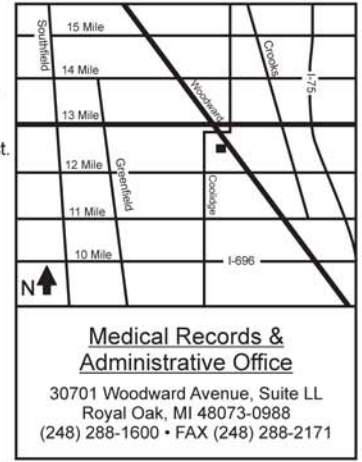 Southfield
15 Mile
14 Mile
Woodward
Crooks
I-75
13 Mile
st.
12 Mile
Greenfield
Coolidge
11 Mile
10 Mile
I-696
N
Medical Records &
Administrative Office
30701 Woodward Avenue, Suite LL
Royal Oak, MI 48073-0988
(248) 288-1600 • FAX (248) 288-2171